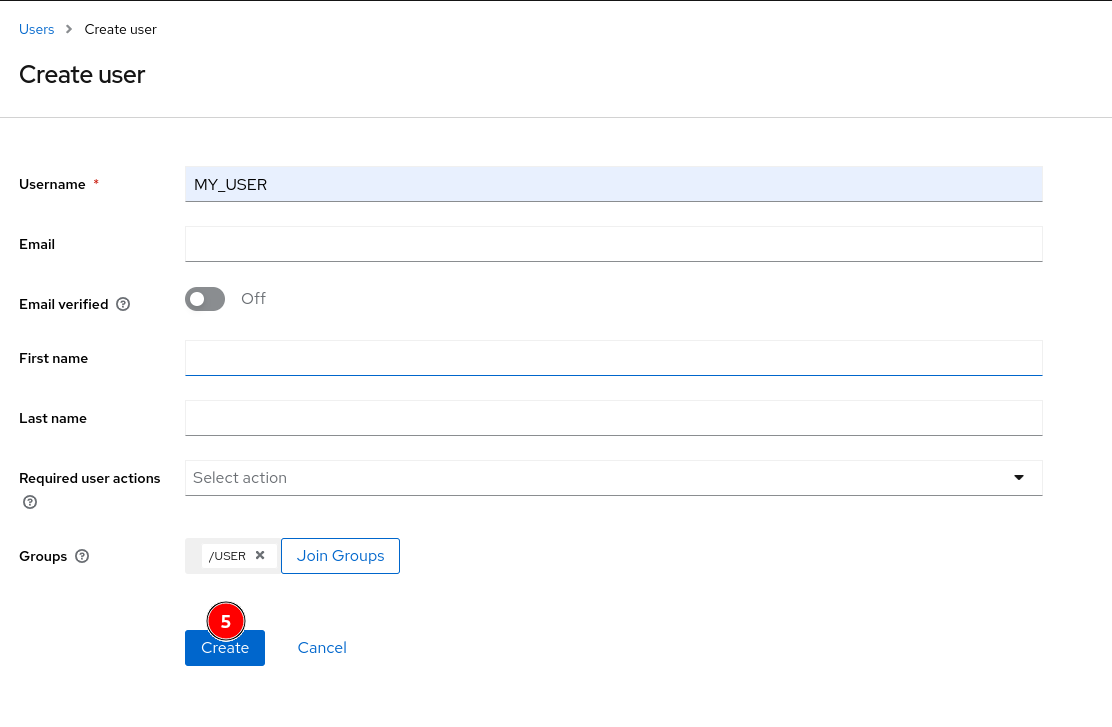 Users > Create user
Create user
Username *
MY_USER
Email
Email verified ?
Off
First name
Last name
Required user actions ?
Select action
Groups ?
/USER ×
Join Groups
5
Create
Cancel